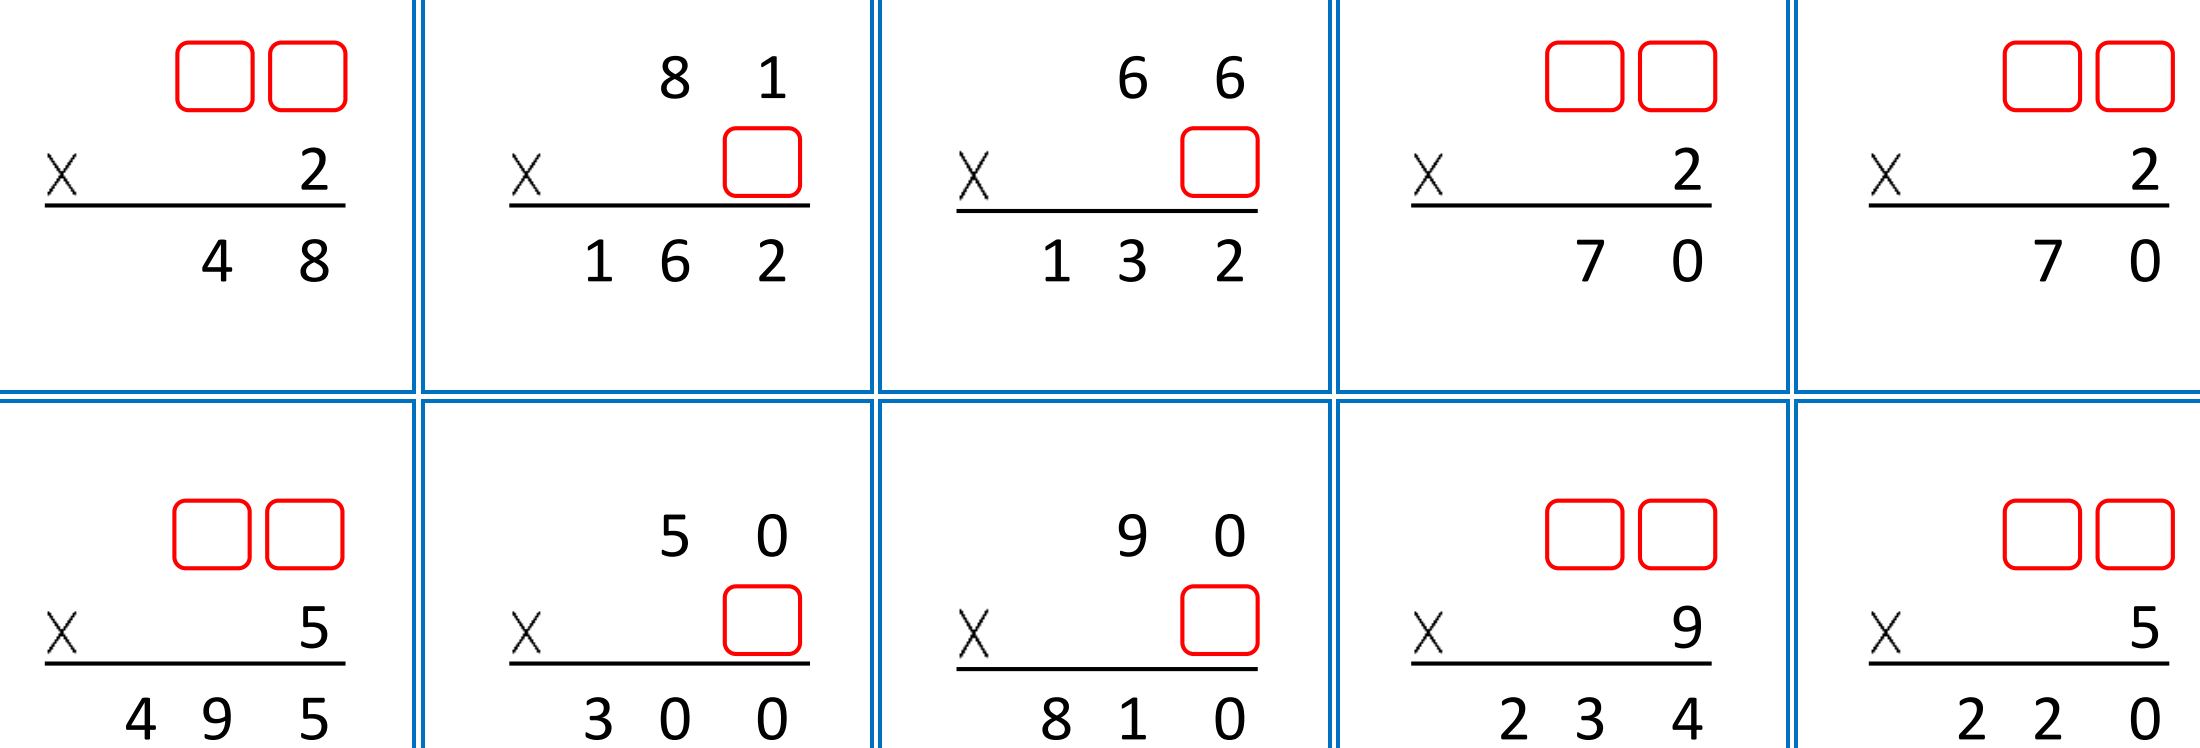 8 1 6 6
X 2 X X X 2 X 2
4 8 1 6 2 1 3 2 7 0 7 0
5 0 9 0
X 5 X X X 9 X 5
4 9 5 3 0 0 8 1 0 2 3 4 2 2 0